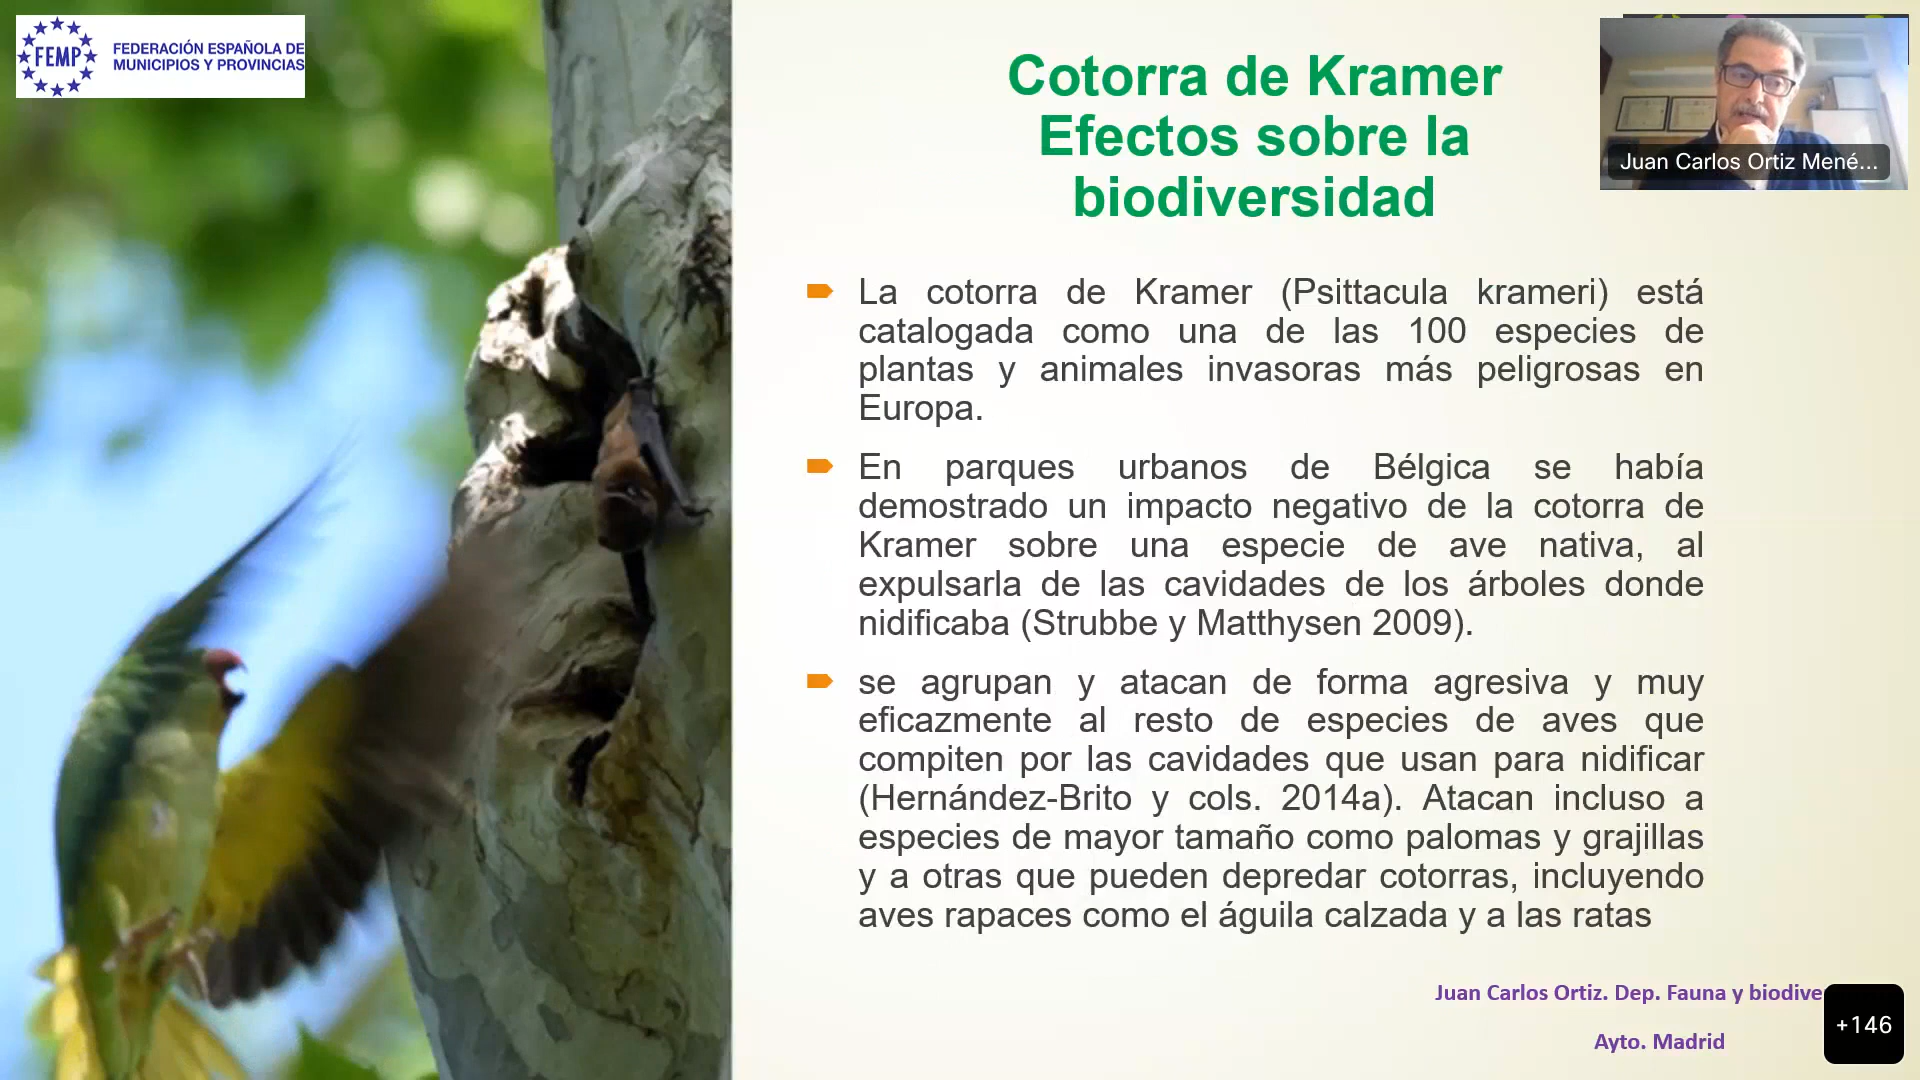 FEMP
FEDERACIÓN ESPAÑOLA DE
MUNICIPIOS Y PROVINCIAS
Cotorra de Kramer
Efectos sobre la
biodiversidad
Juan Carlos Ortiz Mené...
La cotorra de Kramer (Psittacula krameri) está
catalogada como una de las 100 especies de
plantas y animales invasoras más peligrosas en
Europa.
En parques urbanos de Bélgica se había
demostrado un impacto negativo de la cotorra de
Kramer sobre una especie de ave nativa, al
expulsarla de las cavidades de los árboles donde
nidificaba (Strubbe y Matthysen 2009).
se agrupan y atacan de forma agresiva y muy
eficazmente al resto de especies de aves que
compiten por las cavidades que usan para nidificar
(Hernández-Brito y cols. 2014a). Atacan incluso a
especies de mayor tamaño como palomas y grajillas
y a otras que pueden depredar cotorras, incluyendo
aves rapaces como el águila calzada y a las ratas
Juan Carlos Ortiz. Dep. Fauna y biodive
Ayto. Madrid
+146